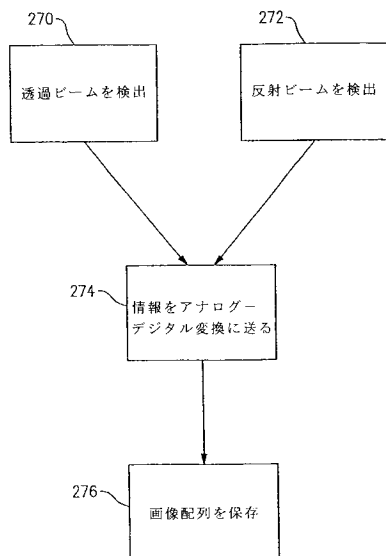 270
透過ビームを検出
272
反射ビームを検出
274
情報をアナログ－
デジタル変換に送る
276
画像配列を保存